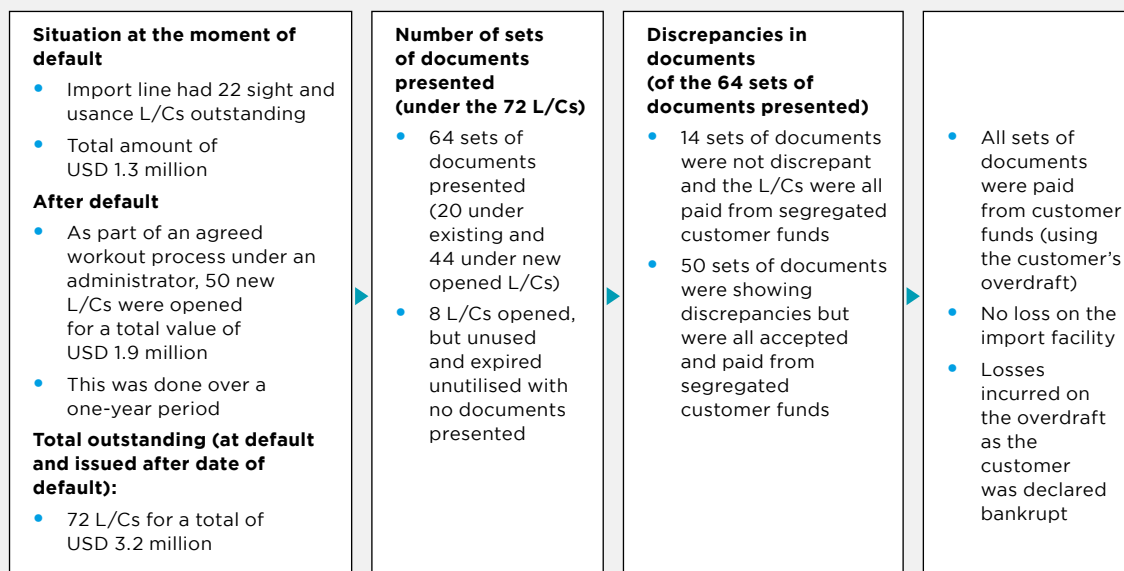 Situation at the moment of
default
• Import line had 22 sight and
usance L/Cs outstanding
• Total amount of
USD 1.3 million
After default
• As part of an agreed
workout process under an
administrator, 50 new
L/Cs were opened
for a total value of
USD 1.9 million
• This was done over a
one-year period
Total outstanding (at default
and issued after date of
default):
• 72 L/Cs for a total of
USD 3.2 million
Number of sets
of documents
presented
(under the 72 L/Cs)
• 64 sets of
documents
presented
(20 under
existing and
44 under new
opened L/Cs)
• 8 L/Cs opened,
but unused
and expired
unutilised with
no documents
presented
Discrepancies in
documents
(of the 64 sets of
documents presented)
• 14 sets of documents
were not discrepant
and the L/Cs were all
paid from segregated
customer funds
• 50 sets of documents
were showing
discrepancies but
were all accepted
and paid from
segregated
customer funds
• All sets of
documents
were paid
from customer
funds (using
the customer's
overdraft)
• No loss on the
import facility
• Losses
incurred on
the overdraft
as the
customer
was declared
bankrupt